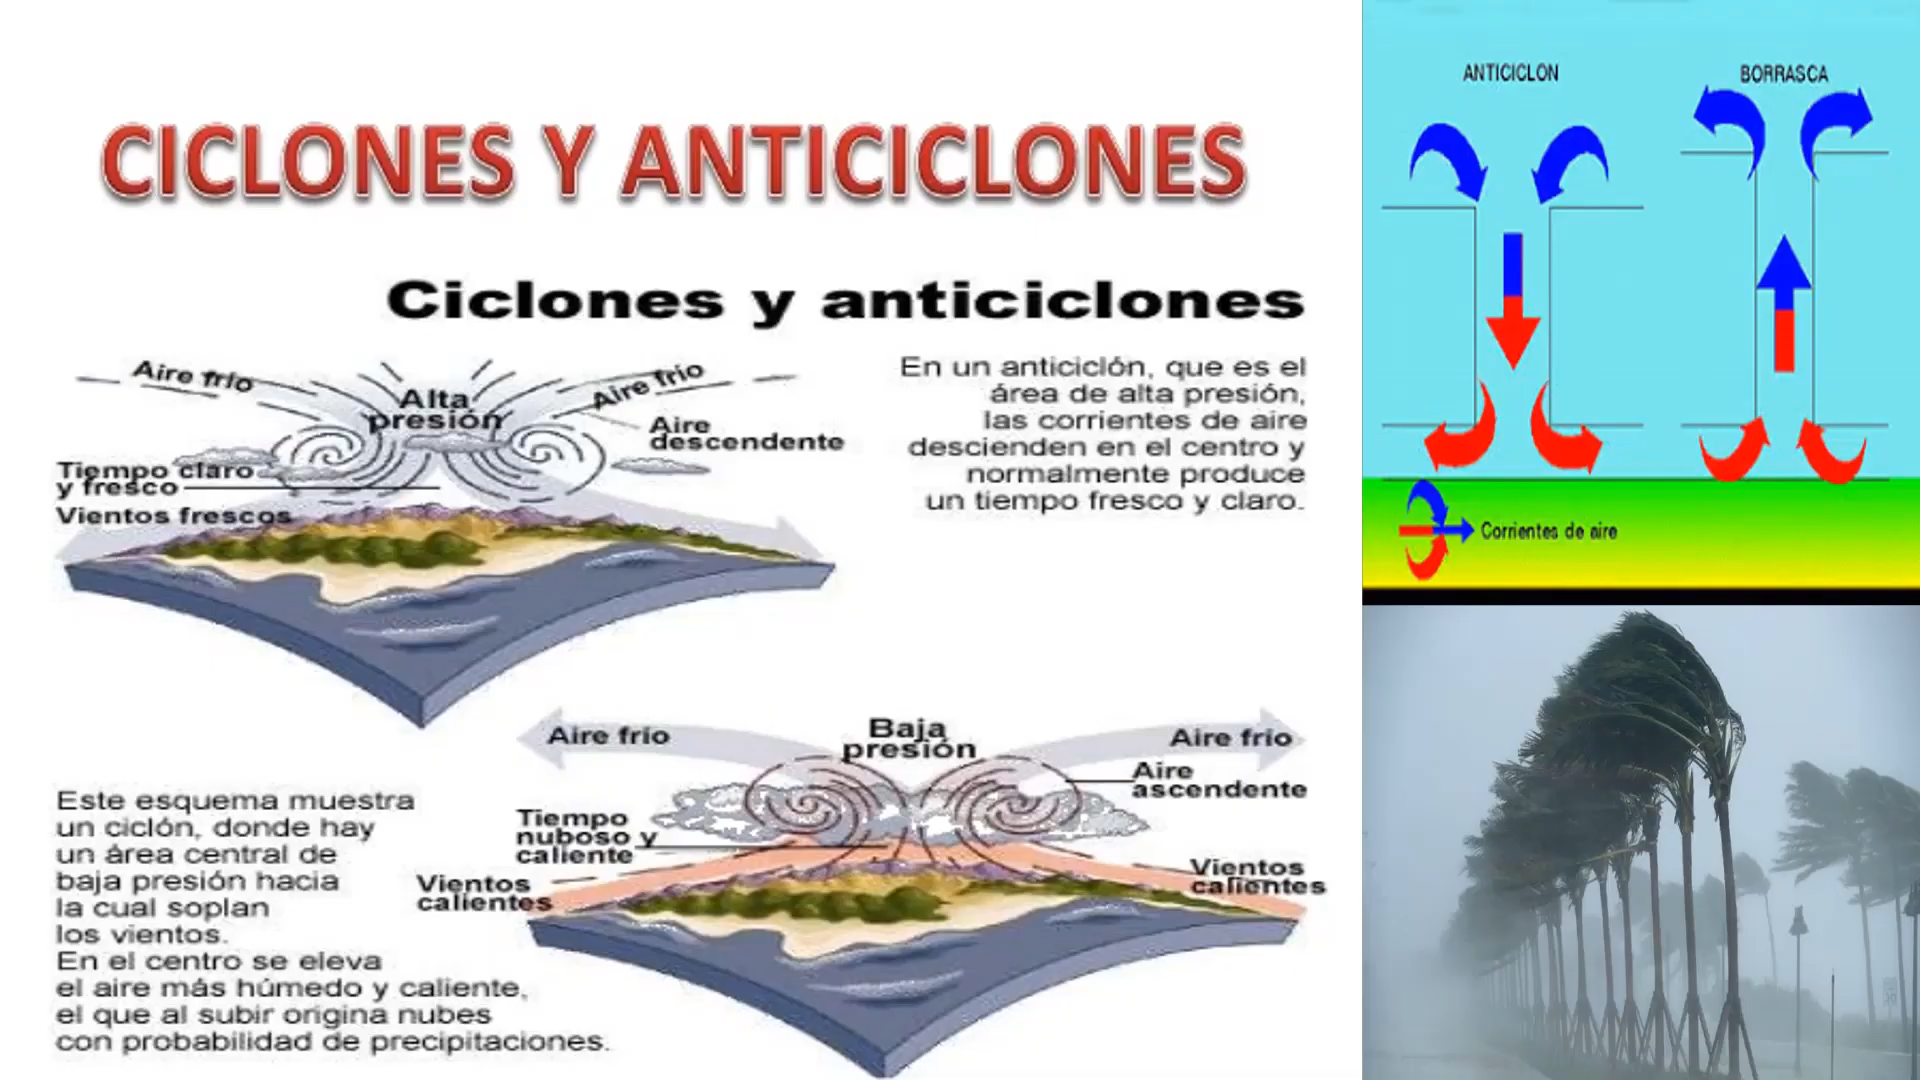 CICLONES Y ANTICICLONES
Ciclones y anticiclones
Aire frio
Alta
presión
Aire frio
Aire
descendente
Tiempo claro
y fresco
Vientos frescos
En un anticiclón, que es el
área de alta presión,
las corrientes de aire
descienden en el centro y
normalmente produce
un tiempo fresco y claro.
Aire frio
Baja
presión
Aire frio
Aire
ascendente
Tiempo
nuboso y
caliente
Vientos
calientes
Vientos
calientes
Este esquema muestra
un ciclón, donde hay
un área central de
baja presión hacia
la cual soplan
los vientos.
En el centro se eleva
el aire más húmedo y caliente,
el que al subir origina nubes
con probabilidad de precipitaciones.
ANTICICLON
BORRASCA
Corrientes de aire